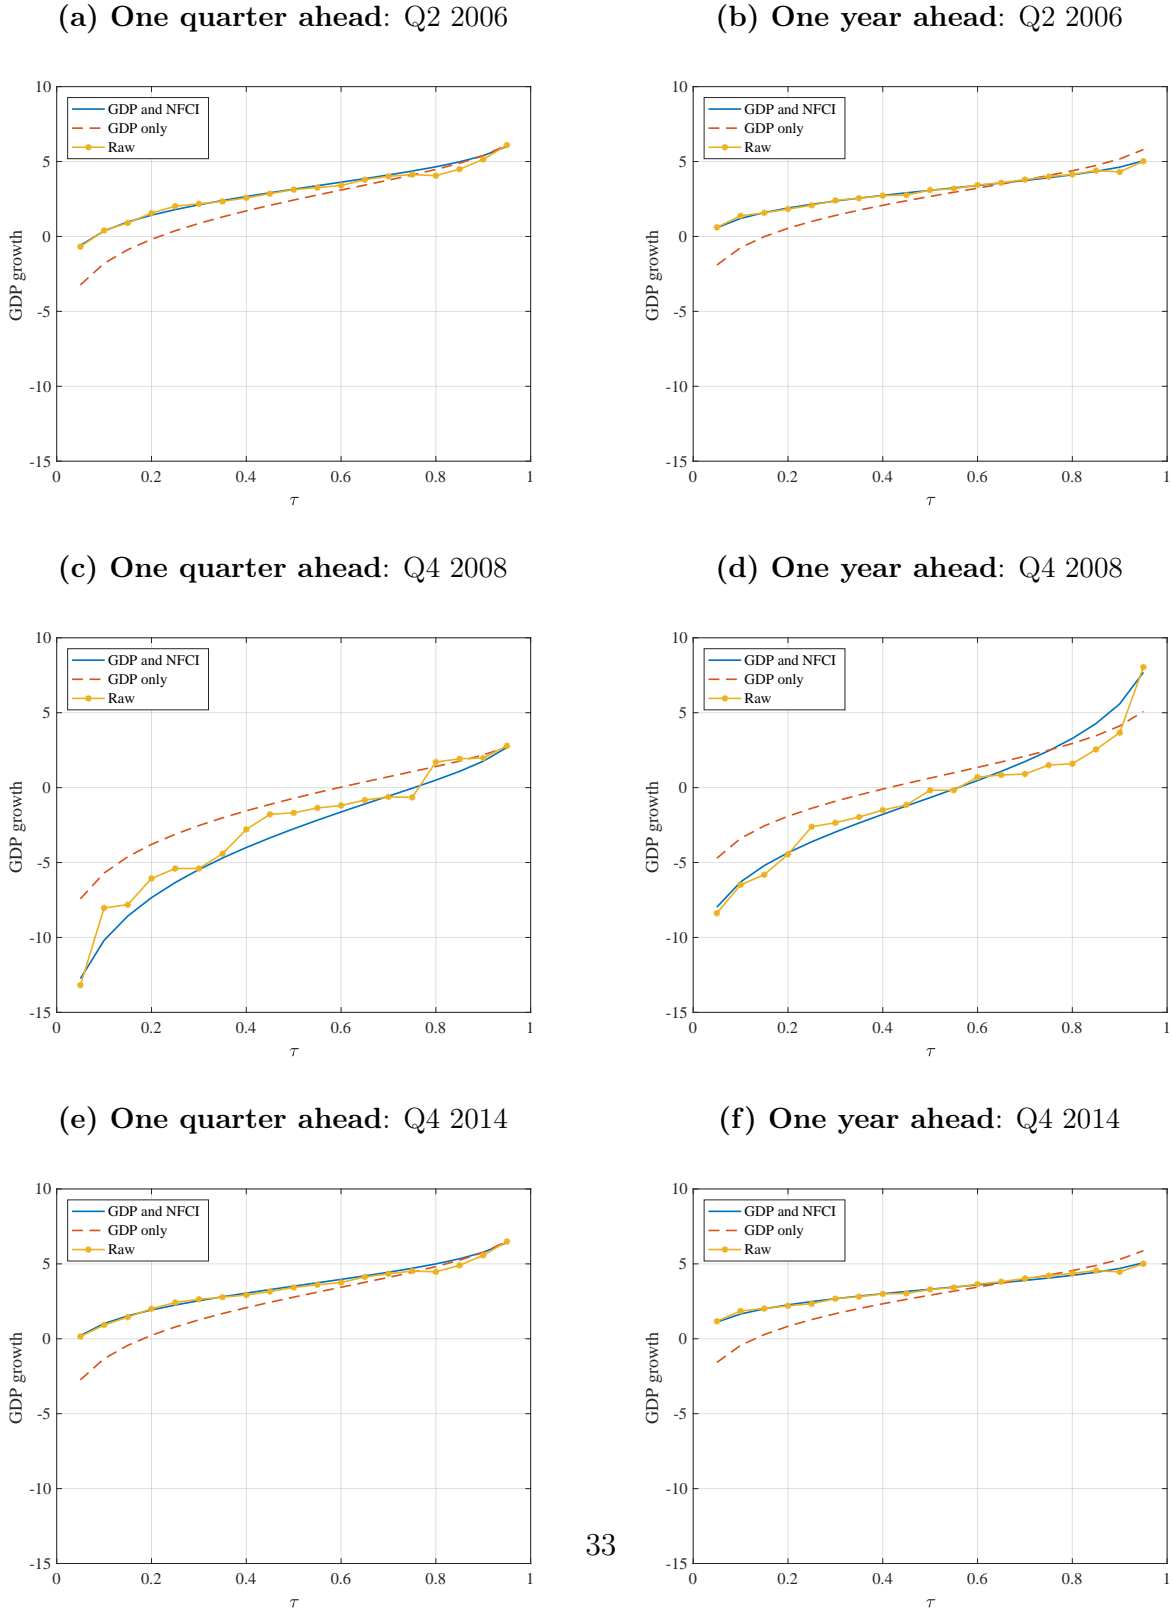 (a) One quarter ahead: Q2 2006
(b) One year ahead: Q2 2006
GDP growth
10
5
0
-5
-10
-15
GDP and NFCI
GDP only
Raw
0 0.2 0.4 0.6 0.8 1
τ
GDP growth
10
5
0
-5
-10
-15
GDP and NFCI
GDP only
Raw
0 0.2 0.4 0.6 0.8 1
τ
(c) One quarter ahead: Q4 2008
(d) One year ahead: Q4 2008
GDP growth
10
5
0
-5
-10
-15
GDP and NFCI
GDP only
Raw
0 0.2 0.4 0.6 0.8 1
τ
GDP growth
10
5
0
-5
-10
-15
GDP and NFCI
GDP only
Raw
0 0.2 0.4 0.6 0.8 1
τ
(e) One quarter ahead: Q4 2014
(f) One year ahead: Q4 2014
GDP growth
10
5
0
-5
-10
-15
GDP and NFCI
GDP only
Raw
0 0.2 0.4 0.6 0.8 1
τ
GDP growth
10
5
0
-5
-10
-15
GDP and NFCI
GDP only
Raw
0 0.2 0.4 0.6 0.8 1
τ
33